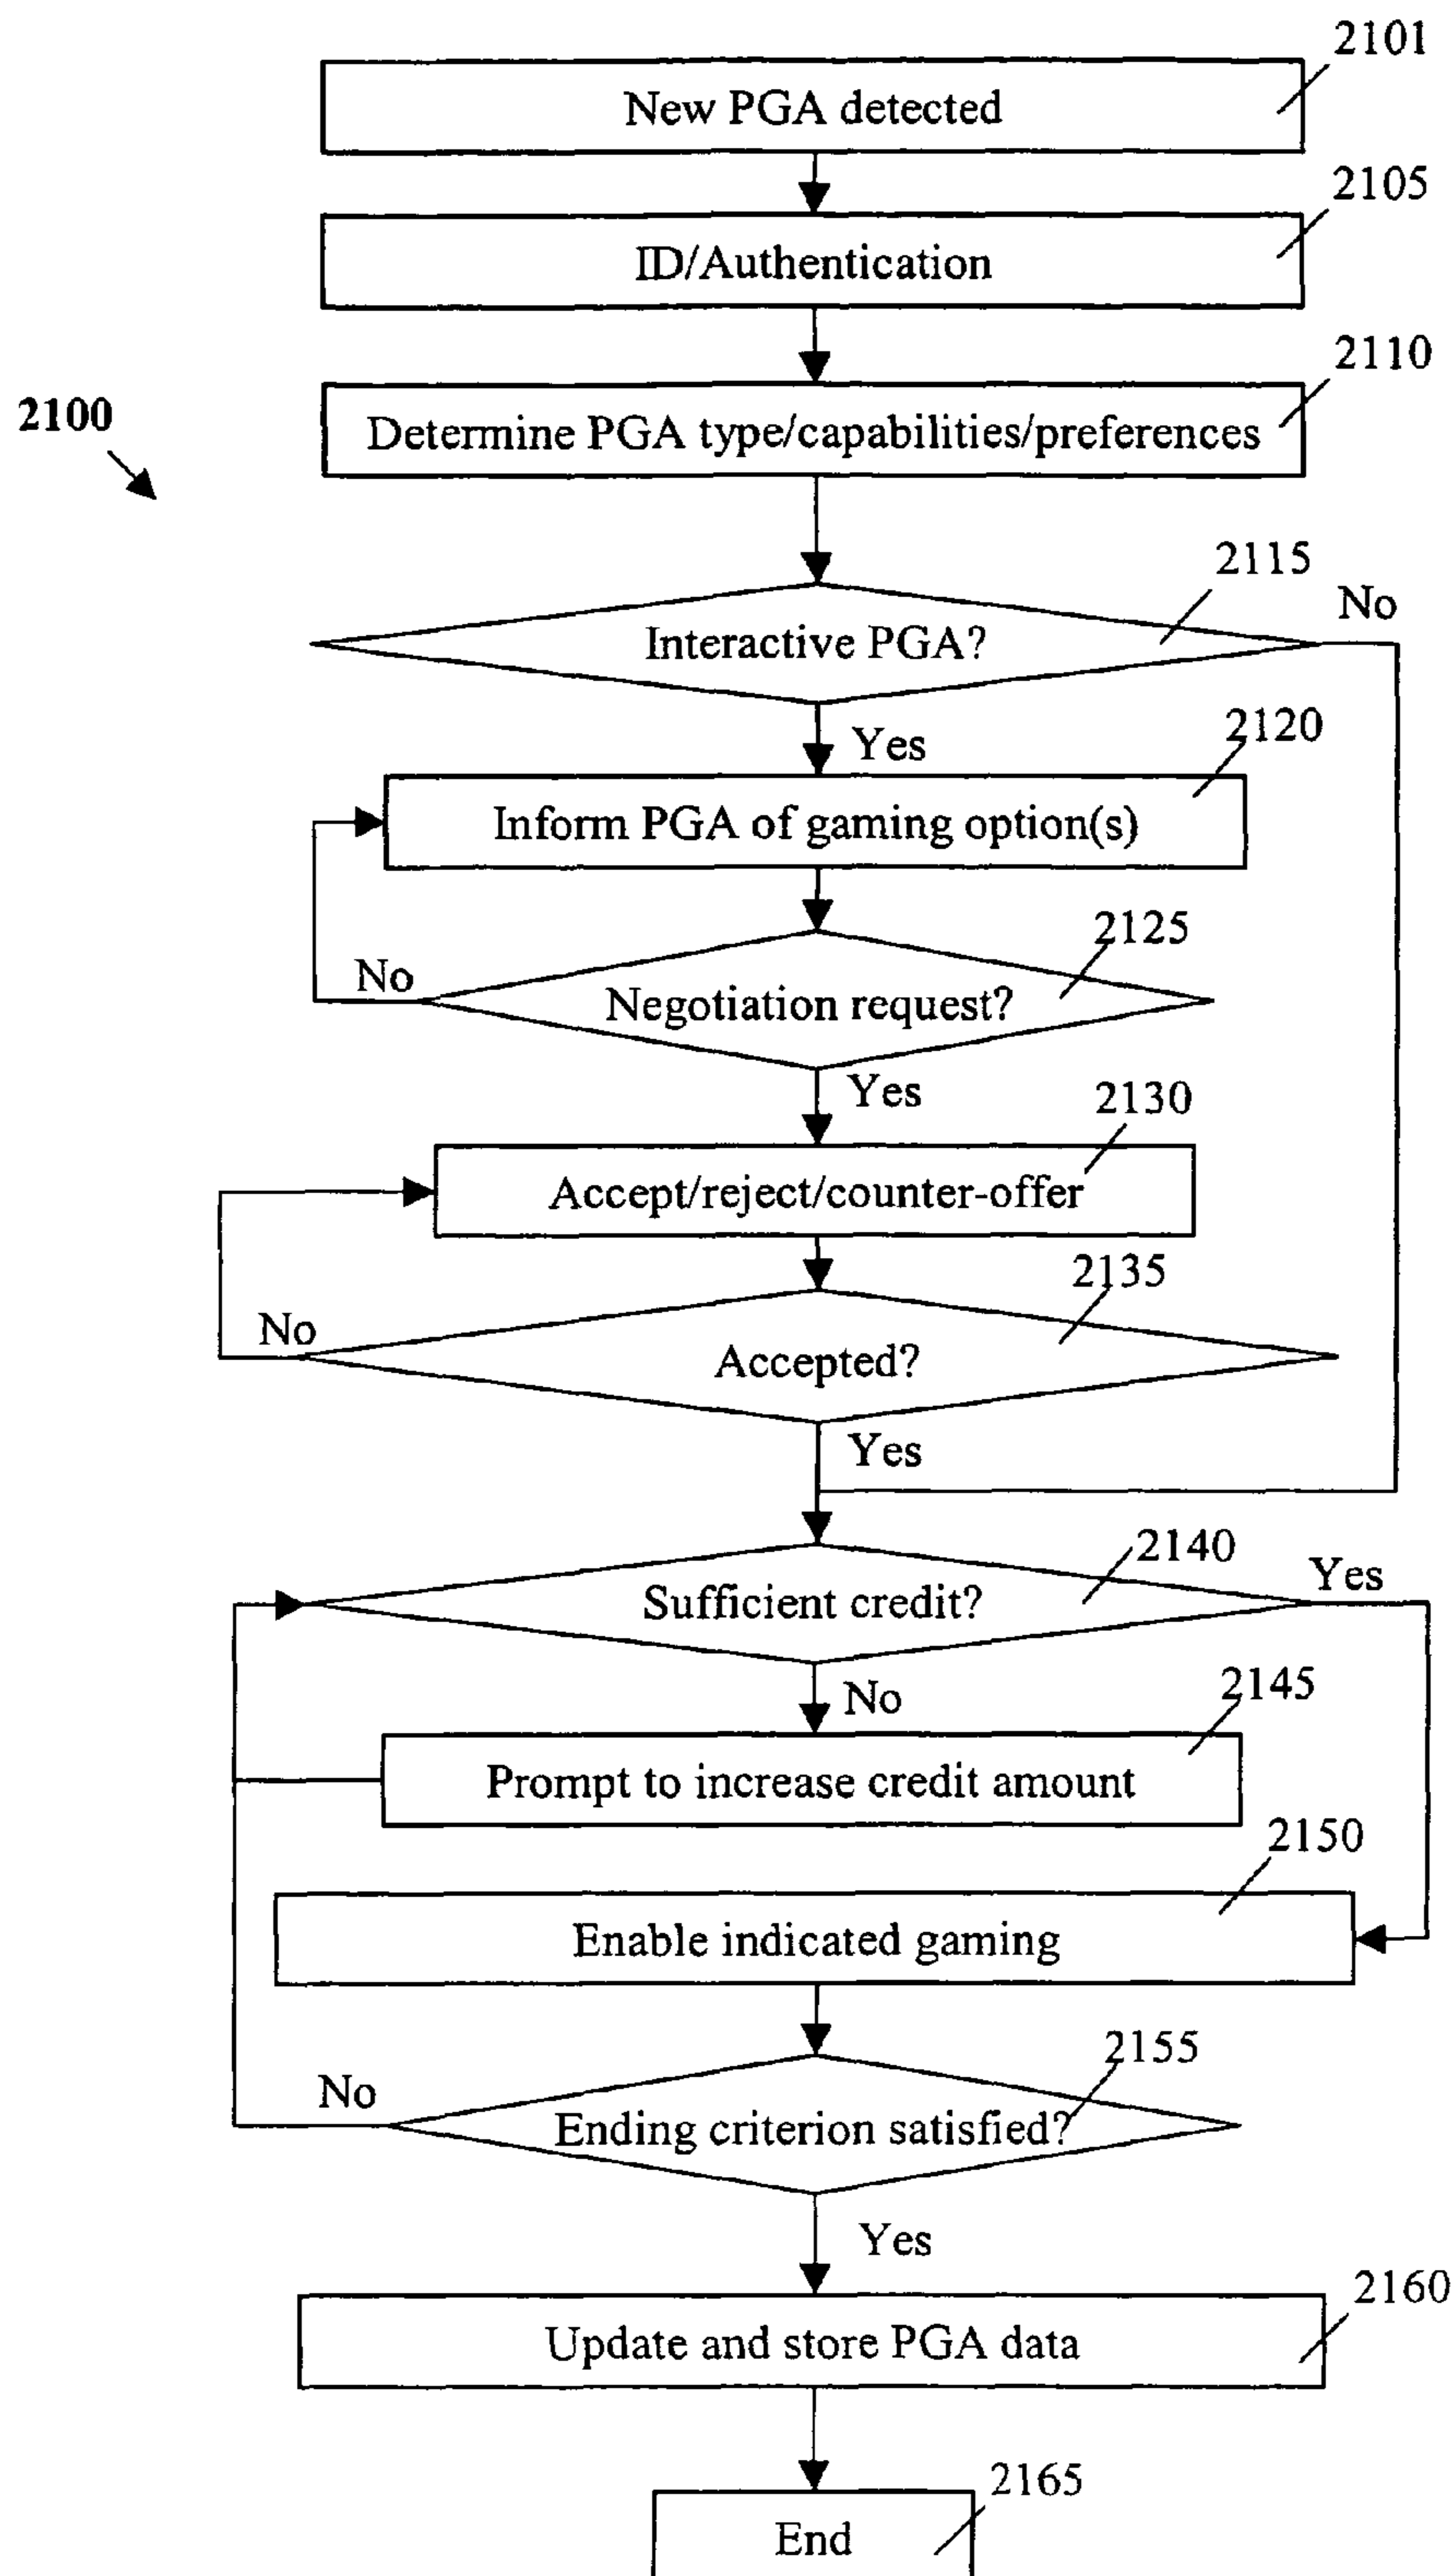 2101
New PGA detected
2105
ID/Authentication
2110
2100
Determine PGA type/capabilities/preferences
2115
No
Interactive PGA?
Yes
2120
Inform PGA of gaming option(s)
2125
No
Negotiation request?
Yes
2130
Accept/reject/counter-offer
2135
No
Accepted?
Yes
2140
Yes
Sufficient credit?
No
2145
Prompt to increase credit amount
2150
Enable indicated gaming
2155
No
Ending criterion satisfied?
Yes
2160
Update and store PGA data
2165
End